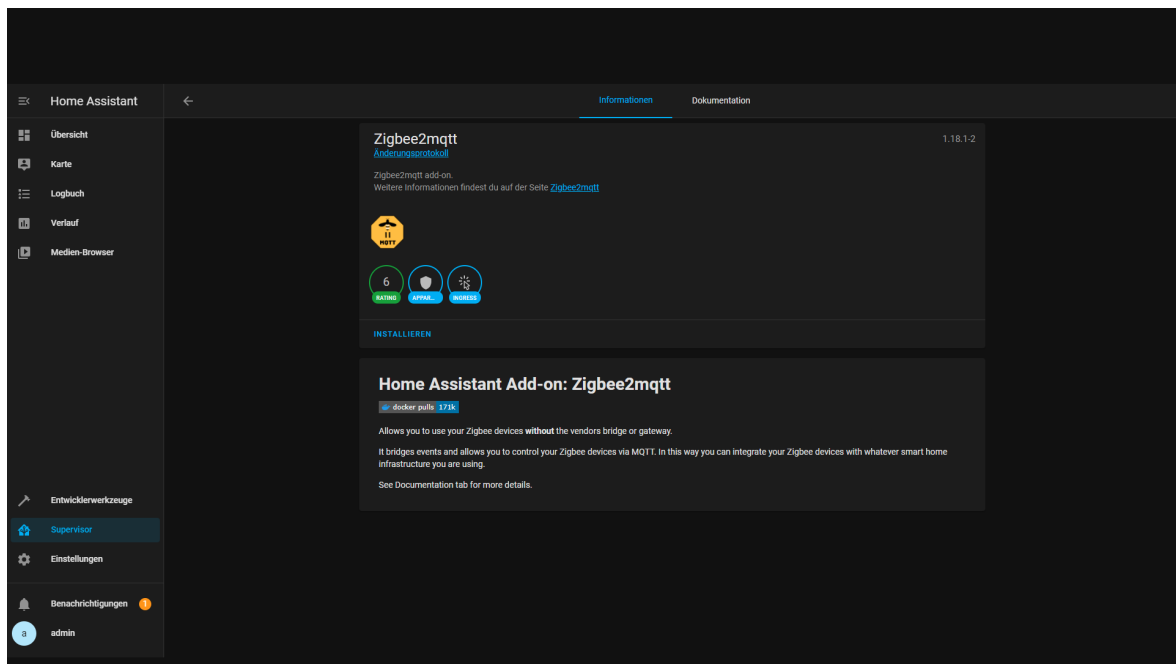 Home Assistant
Informationen
Dokumentation
Übersicht
Karte
Logbuch
Verlauf
Medien-Browser
Zigbee2mqtt
1.18.1-2
Änderungsprotokoll
Zigbee2mqtt add-on.
Weitere Informationen findest du auf der Seite Zigbee2mqtt
MQTT
6
RATING
APPAR...
INGRESS
INSTALLIEREN
Home Assistant Add-on: Zigbee2mqtt
docker pulls 171k
Allows you to use your Zigbee devices without the vendors bridge or gateway.
It bridges events and allows you to control your Zigbee devices via MQTT. In this way you can integrate your Zigbee devices with whatever smart home
infrastructure you are using.
See Documentation tab for more details.
Entwicklerwerkzeuge
Supervisor
Einstellungen
Benachrichtigungen 1
a admin